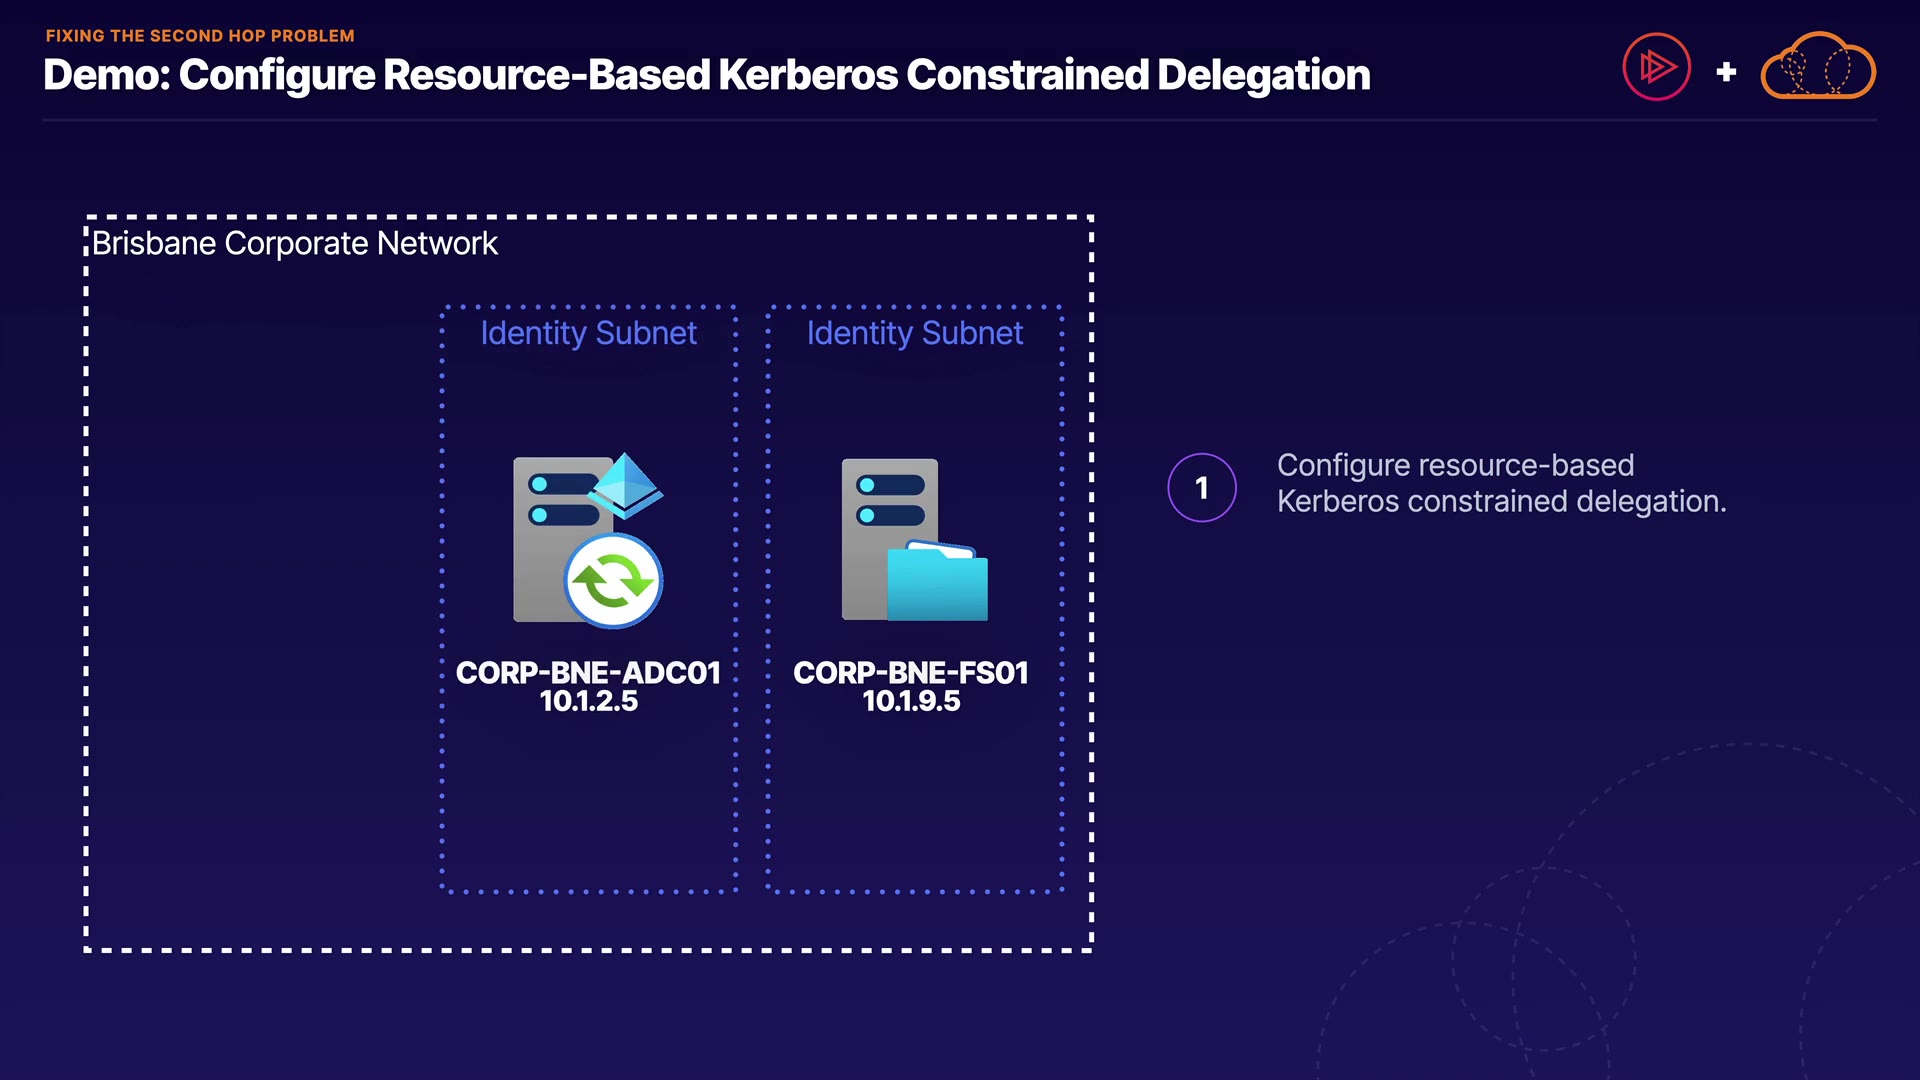 FIXING THE SECOND HOP PROBLEM
Demo: Configure Resource-Based Kerberos Constrained Delegation
Brisbane Corporate Network
Identity Subnet
Identity Subnet
CORP-BNE-ADC01
10.1.2.5
CORP-BNE-FS01
10.1.9.5
1
Configure resource-based
Kerberos constrained delegation.